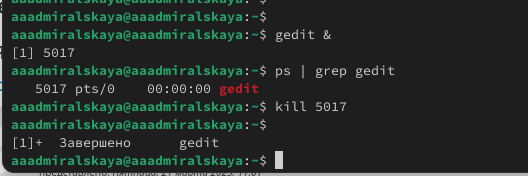 aaadmiralskaya@aaadmiralskaya:~$
aaadmiralskaya@aaadmiralskaya:~$ gedit &
[1] 5017
aaadmiralskaya@aaadmiralskaya:~$ ps | grep gedit
   5017 pts/0    00:00:00 gedit
aaadmiralskaya@aaadmiralskaya:~$ kill 5017
aaadmiralskaya@aaadmiralskaya:~$
[1]+  Завершено      gedit
aaadmiralskaya@aaadmiralskaya:~$